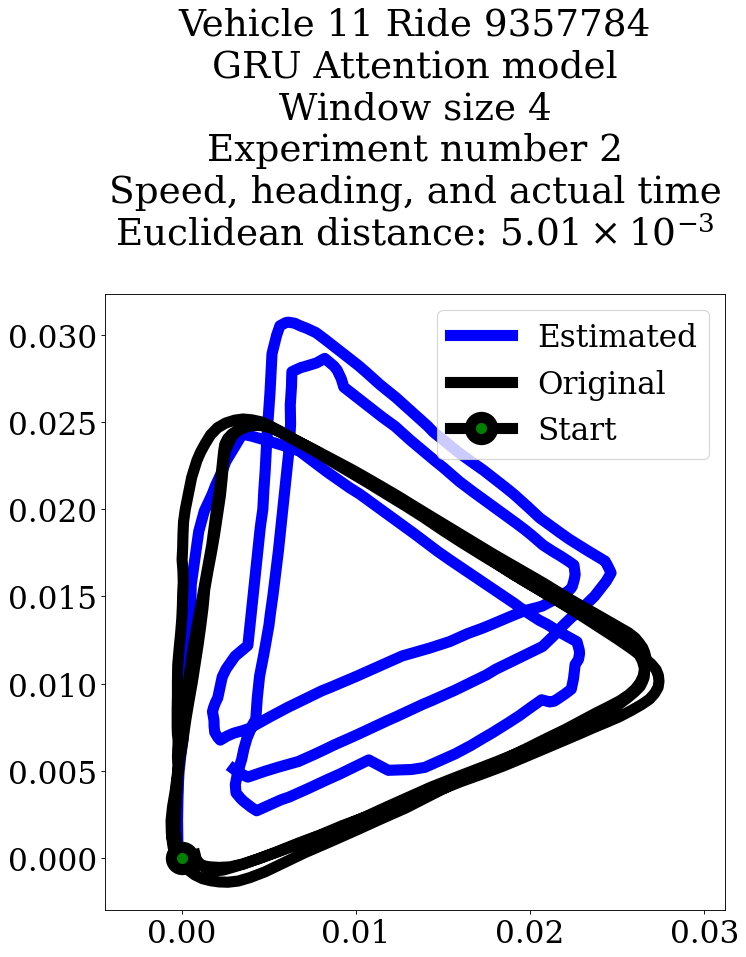 Vehicle 11 Ride 9357784
GRU Attention model
Window size 4
Experiment number 2
Speed, heading, and actual time
Euclidean distance: 5.01 × 10⁻³
Estimated
Original
Start
0.030
0.025
0.020
0.015
0.010
0.005
0.000
0.00 0.01 0.02 0.03